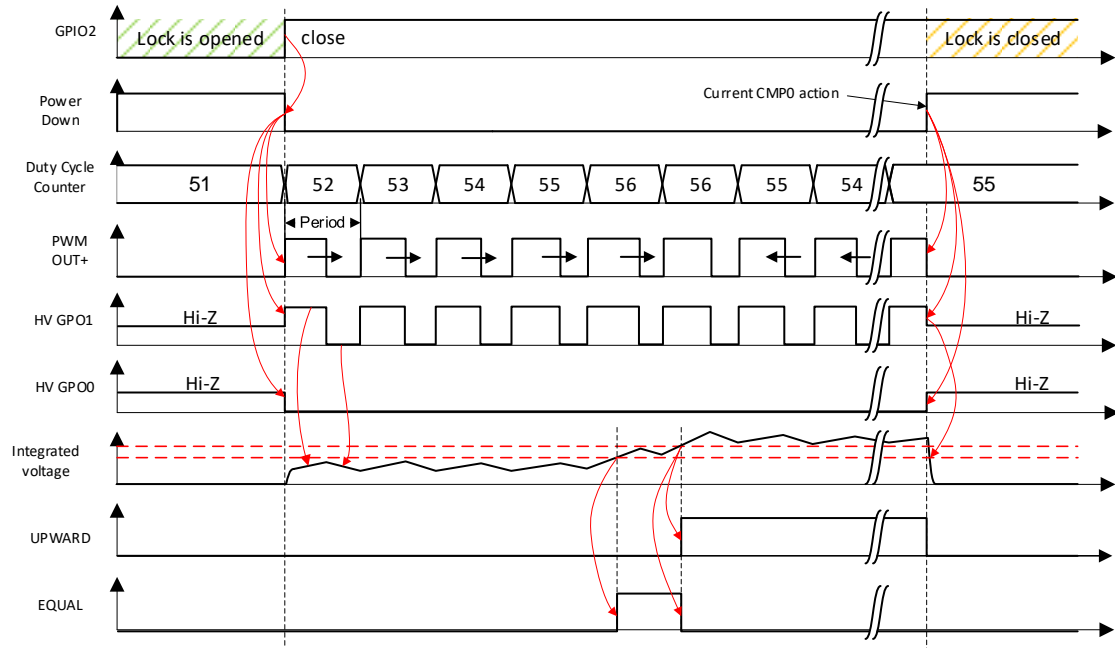 GPIO2
Lock is opened
close
Lock is closed
Power
Down
Current CMP0 action
Duty Cycle
Counter
51
52
53
54
55
56
56
55
54
55
Period
PWM
OUT+
HV GPO1
Hi-Z
Hi-Z
HV GPO0
Hi-Z
Hi-Z
Integrated
voltage
UPWARD
EQUAL